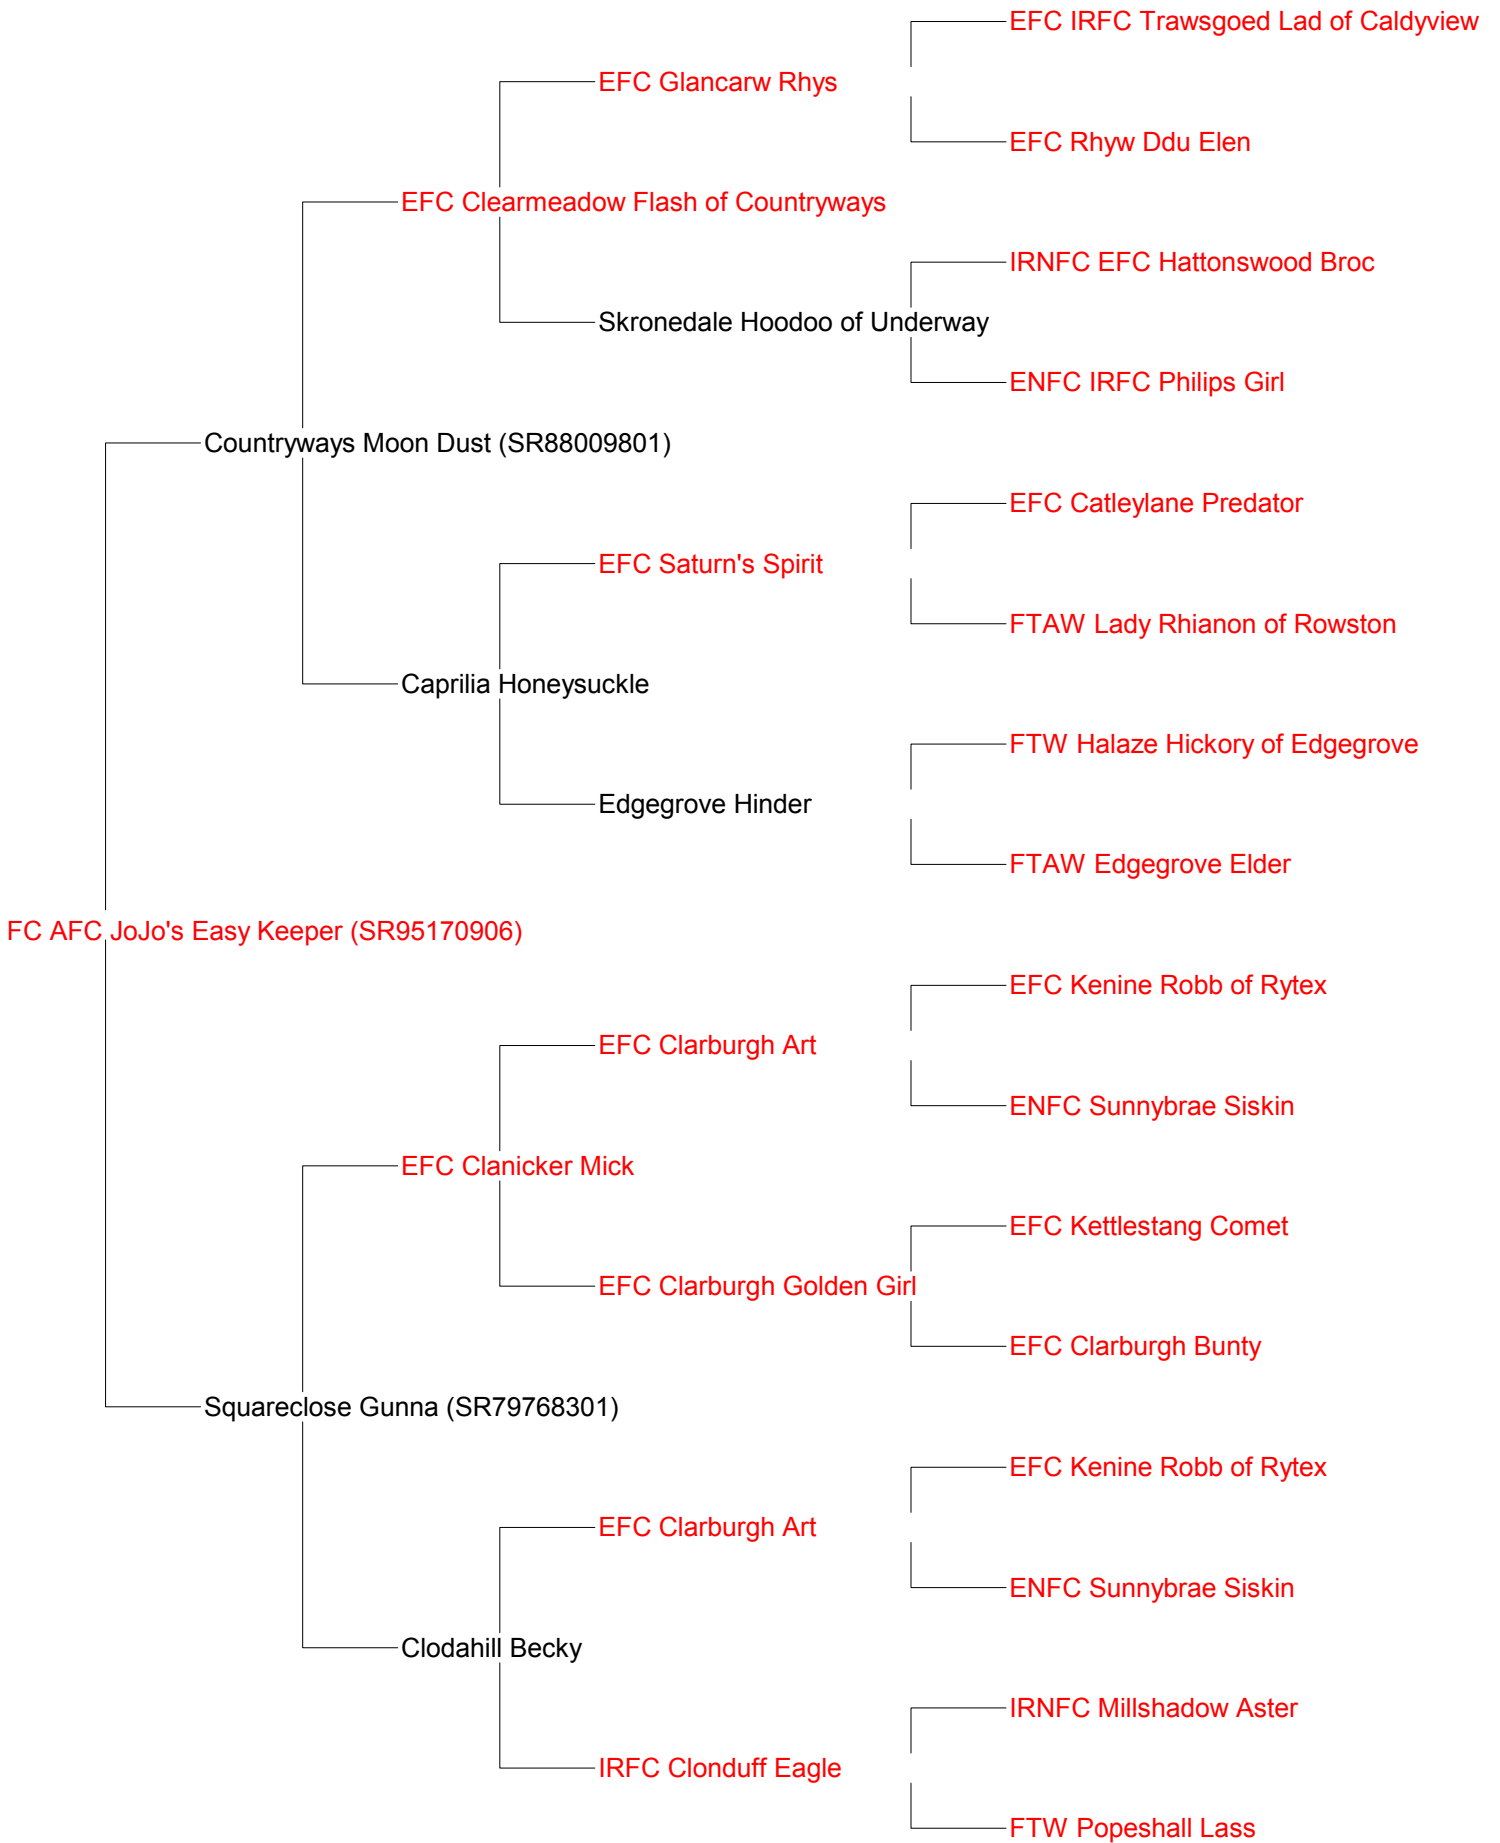 EFC IRFC Trawsgoed Lad of Caldyview
EFC Glancarw Rhys
EFC Rhyw Ddu Elen
EFC Clearmeadow Flash of Countryways
IRNFC EFC Hattonswood Broc
Skronedale Hoodoo of Underway
ENFC IRFC Philips Girl
Countryways Moon Dust (SR88009801)
EFC Catleylane Predator
EFC Saturn's Spirit
FTAW Lady Rhianon of Rowston
Caprilia Honeysuckle
FTW Halaze Hickory of Edgegrove
Edgegrove Hinder
FTAW Edgegrove Elder
FC AFC JoJo's Easy Keeper (SR95170906)
EFC Kenine Robb of Rytex
EFC Clarburgh Art
ENFC Sunnybrae Siskin
EFC Clanicker Mick
EFC Kettlestang Comet
EFC Clarburgh Golden Girl
EFC Clarburgh Bunty
Squareclose Gunna (SR79768301)
EFC Kenine Robb of Rytex
EFC Clarburgh Art
ENFC Sunnybrae Siskin
Clodahill Becky
IRNFC Millshadow Aster
IRFC Clonduff Eagle
FTW Popeshall Lass